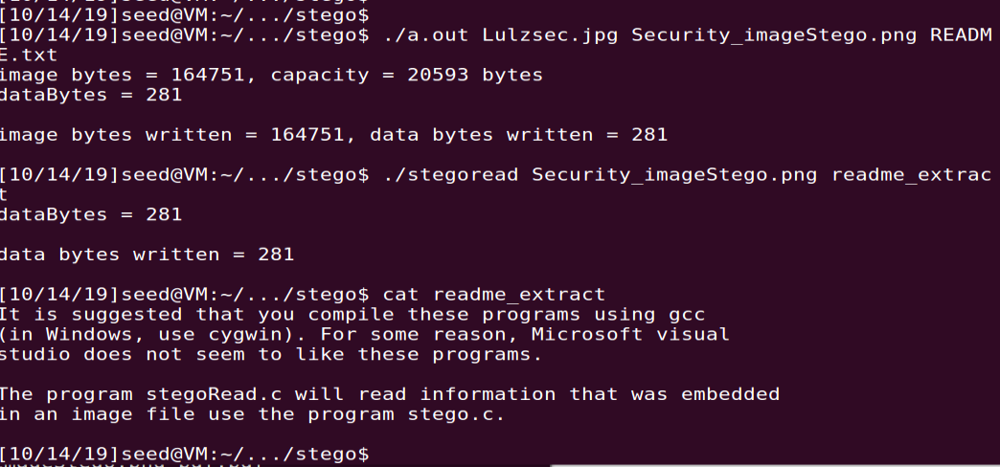 [10/14/19]seed@VM:~/.../stego$
[10/14/19]seed@VM:~/.../stego$ ./a.out Lulzsec.jpg Security_imageStego.png READM
E.txt
image bytes = 164751, capacity = 20593 bytes
dataBytes = 281
image bytes written = 164751, data bytes written = 281
[10/14/19]seed@VM:~/.../stego$ ./stegoread Security_imageStego.png readme_extrac
t
dataBytes = 281
data bytes written = 281
[10/14/19]seed@VM:~/.../stego$ cat readme_extract
It is suggested that you compile these programs using gcc
(in Windows, use cygwin). For some reason, Microsoft visual
studio does not seem to like these programs.
The program stegoRead.c will read information that was embedded
in an image file use the program stego.c.
[10/14/19]seed@VM:~/.../stego$